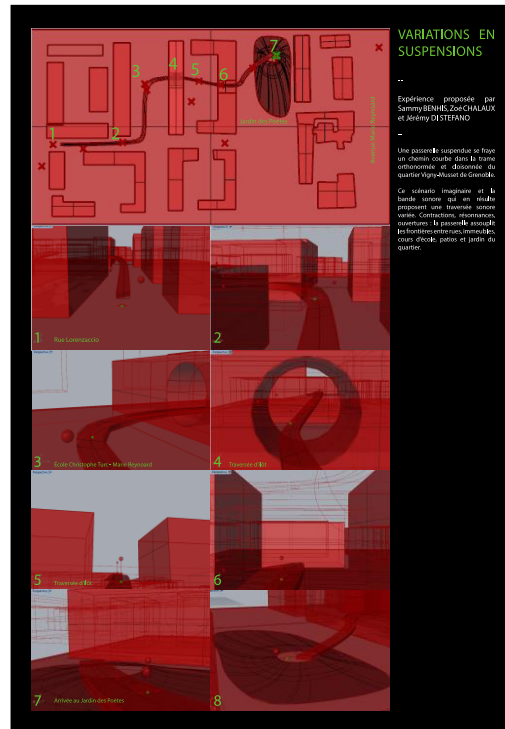 VARIATIONS EN
SUSPENSIONS
--
Expérience proposée par
Sammy BENHIS, Zoé CHALAUX
et Jérémy DI STEFANO
–
Une passerelle suspendue se fraye
un chemin courbe dans la trame
orthonormée et cloisonnée du
quartier Vigny-Musset de Grenoble.
Ce scénario imaginaire et la
bande sonore qui en résulte
proposent une traversée sonore
variée. Contractions, résonnances,
ouvertures : la passerelle assouplit
les frontières entre rues, immeubles,
cours d'école, patios et jardin du
quartier.
1
2
3
4
5
6
7
Jardin des Poètes
1 Rue Lorenzaccio
2
3 Ecole Christophe Turc • Marie Reynoard
4 Traversée d'îlot
5 Traversée d'îlot
6
7 Arrivée au Jardin des Poètes
8